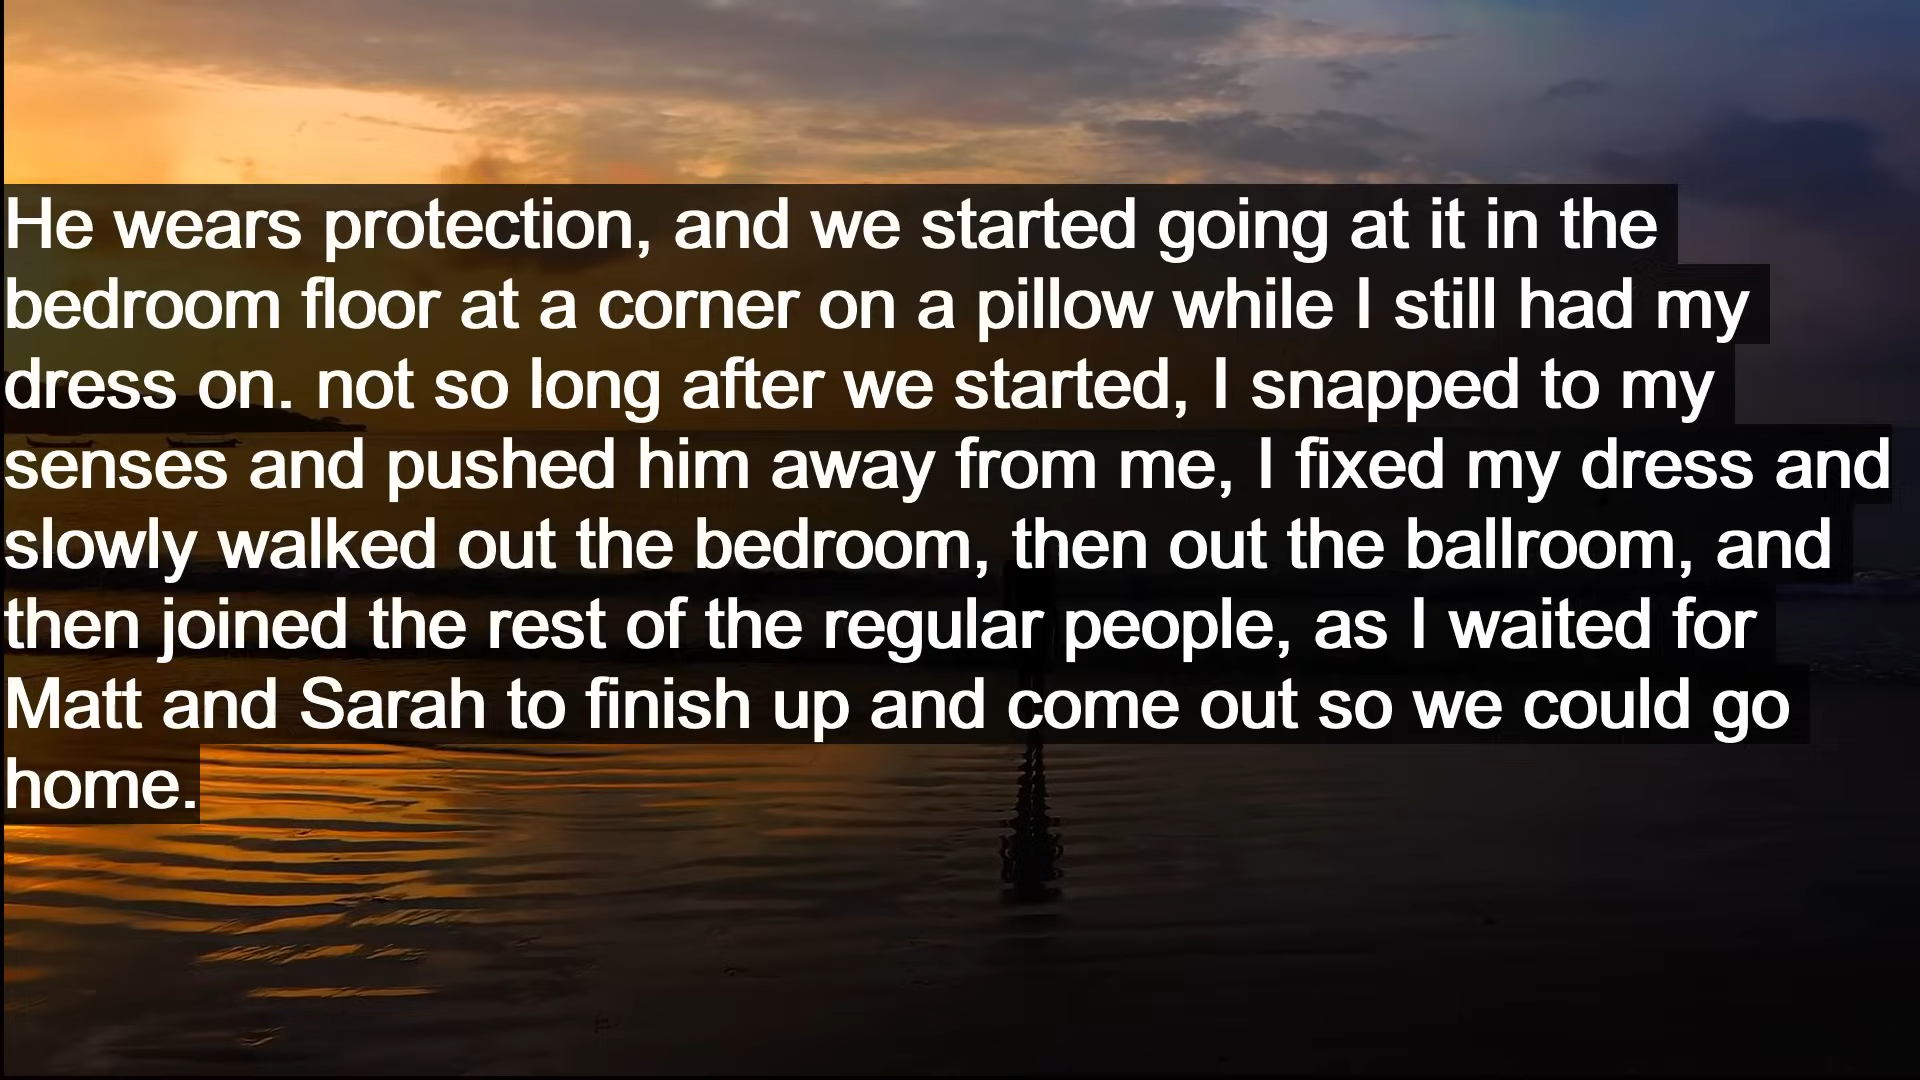 He wears protection, and we started going at it in the
bedroom floor at a corner on a pillow while I still had my
dress on. not so long after we started, I snapped to my
senses and pushed him away from me, I fixed my dress and
slowly walked out the bedroom, then out the ballroom, and
then joined the rest of the regular people, as I waited for
Matt and Sarah to finish up and come out so we could go
home.